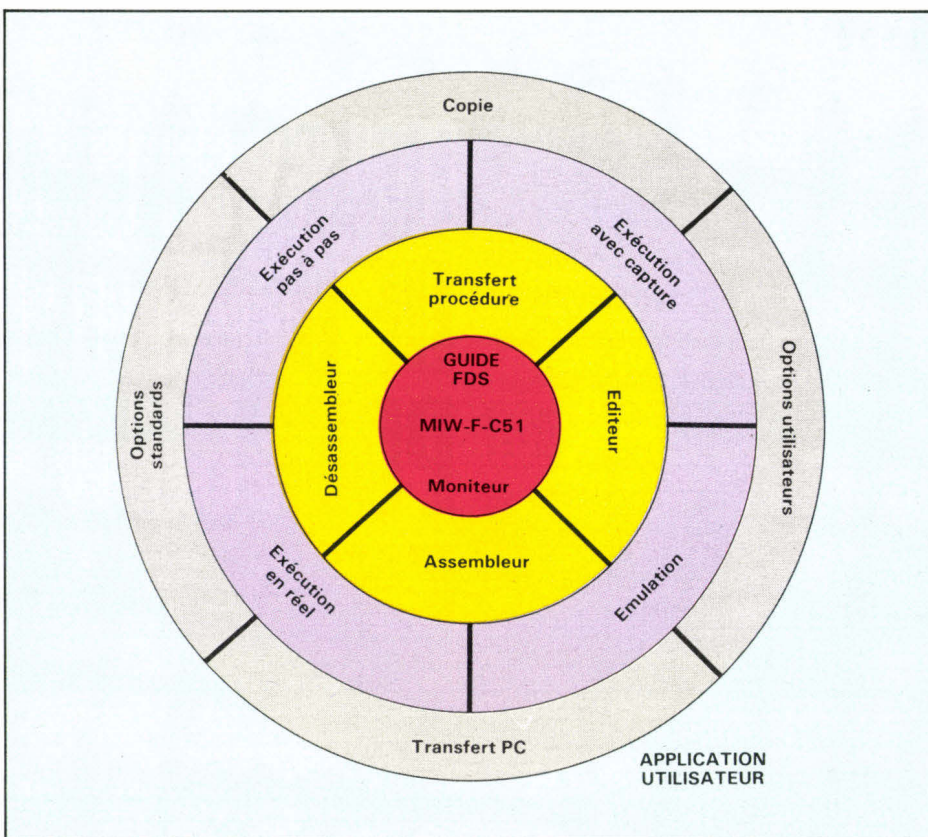 Copie
Exécution
pas à pas
Exécution
avec capture
Transfert
procédure
Options
standards
Désassembleur
GUIDE
FDS
MIW-F-C51
Moniteur
Editeur
Options utilisateurs
Assembleur
Exécution
en réel
Emulation
Transfert PC
APPLICATION
UTILISATEUR